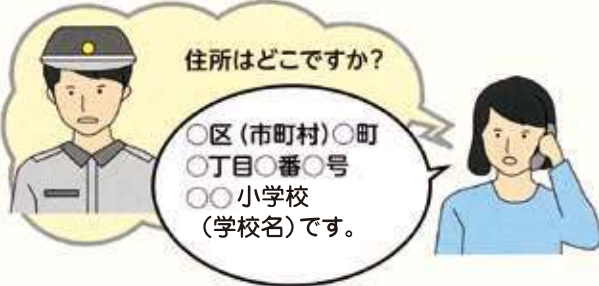 住所はどこですか？
○区（市町村）○町
○丁目○番○号
○○小学校
（学校名）です。